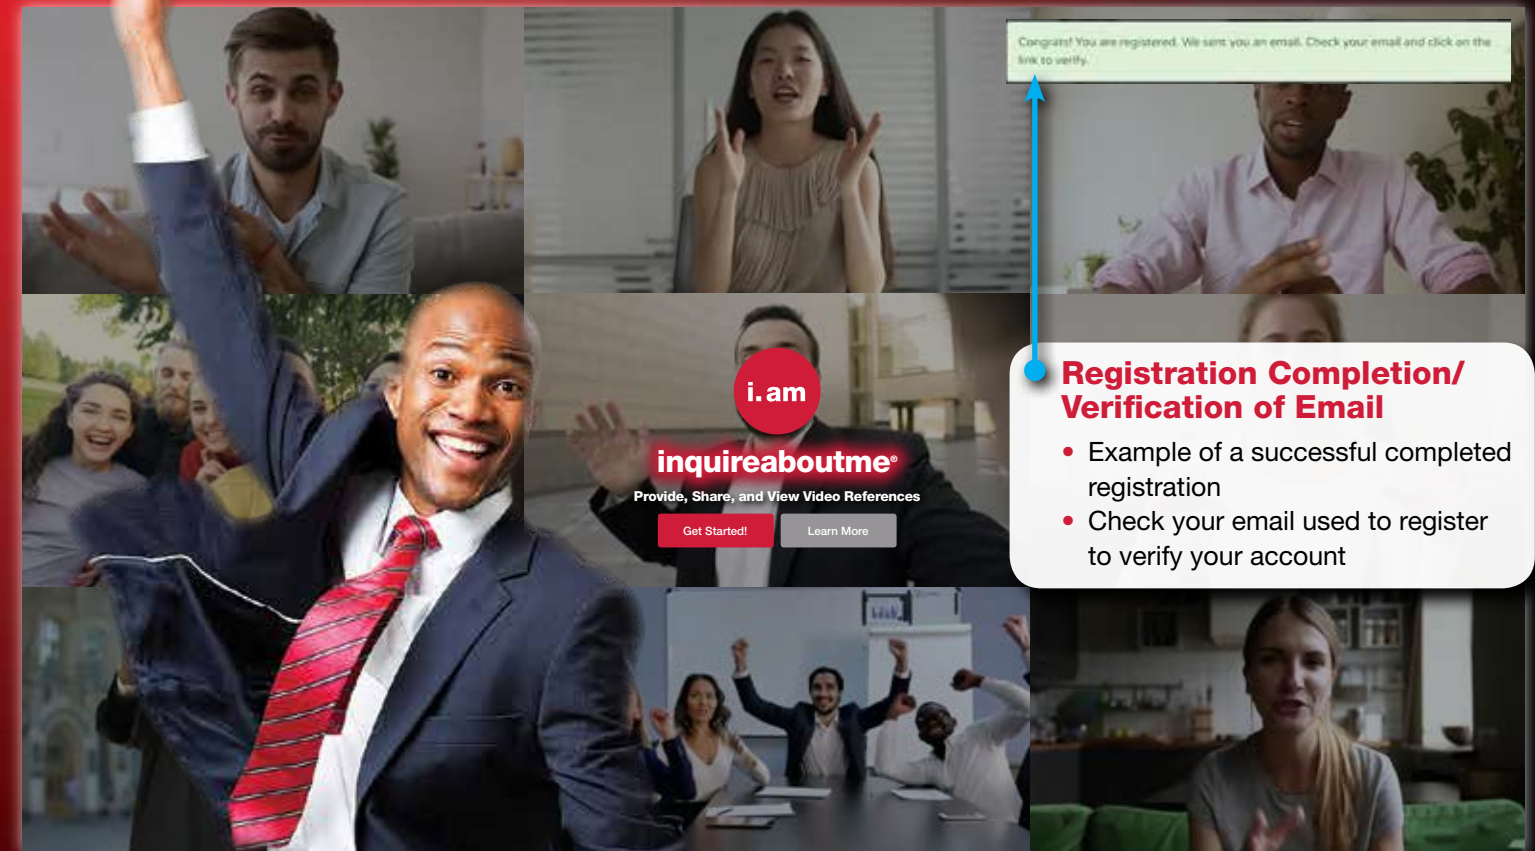 Congrats! You are registered. We sent you an email. Check your email and click on the
link to verify.
i.am
inquireaboutme®
Provide, Share, and View Video References
Get Started!
Learn More
Registration Completion/
Verification of Email
• Example of a successful completed
registration
• Check your email used to register
to verify your account